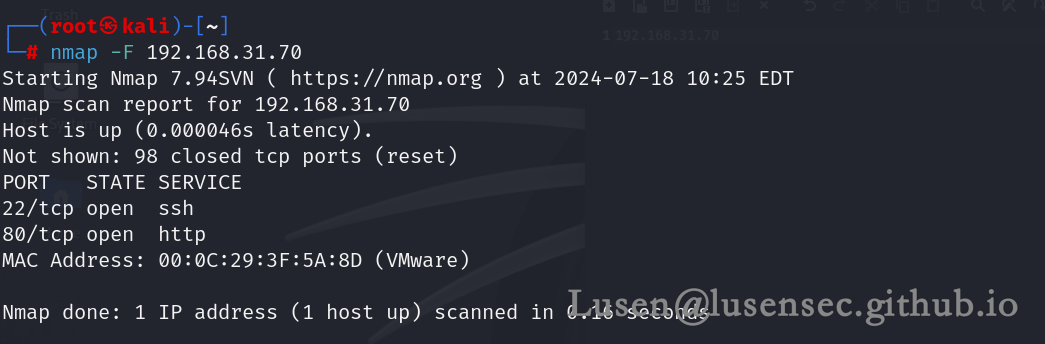 ┌──(root㉿kali)-[~]
└─# nmap -F 192.168.31.70
Starting Nmap 7.94SVN ( https://nmap.org ) at 2024-07-18 10:25 EDT
Nmap scan report for 192.168.31.70
Host is up (0.000046s latency).
Not shown: 98 closed tcp ports (reset)
PORT   STATE SERVICE
22/tcp open  ssh
80/tcp open  http
MAC Address: 00:0C:29:3F:5A:8D (VMware)
Nmap done: 1 IP address (1 host up) scanned in 0.16 seconds
Lusen@lusensec.github.io
Trash
1 192.168.31.70